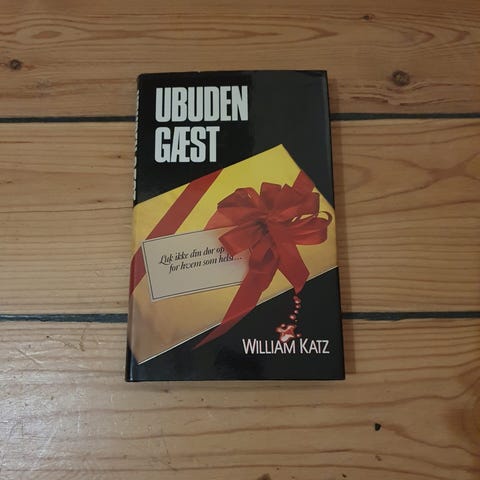 UBUDEN
GÆST
Luk ikke din dør op
for hvem som helst...
WILLIAM KATZ